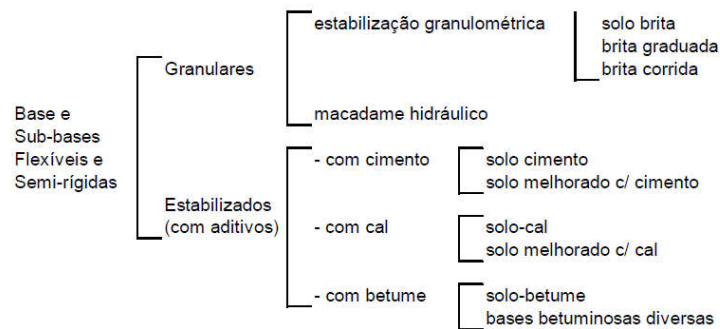 Base e
Sub-bases
Flexíveis e
Semi-rígidas
Granulares
estabilização granulométrica
solo brita
brita graduada
brita corrida
macadame hidráulico
Estabilizados
(com aditivos)
- com cimento
solo cimento
solo melhorado c/ cimento
- com cal
solo-cal
solo melhorado c/ cal
- com betume
solo-betume
bases betuminosas diversas